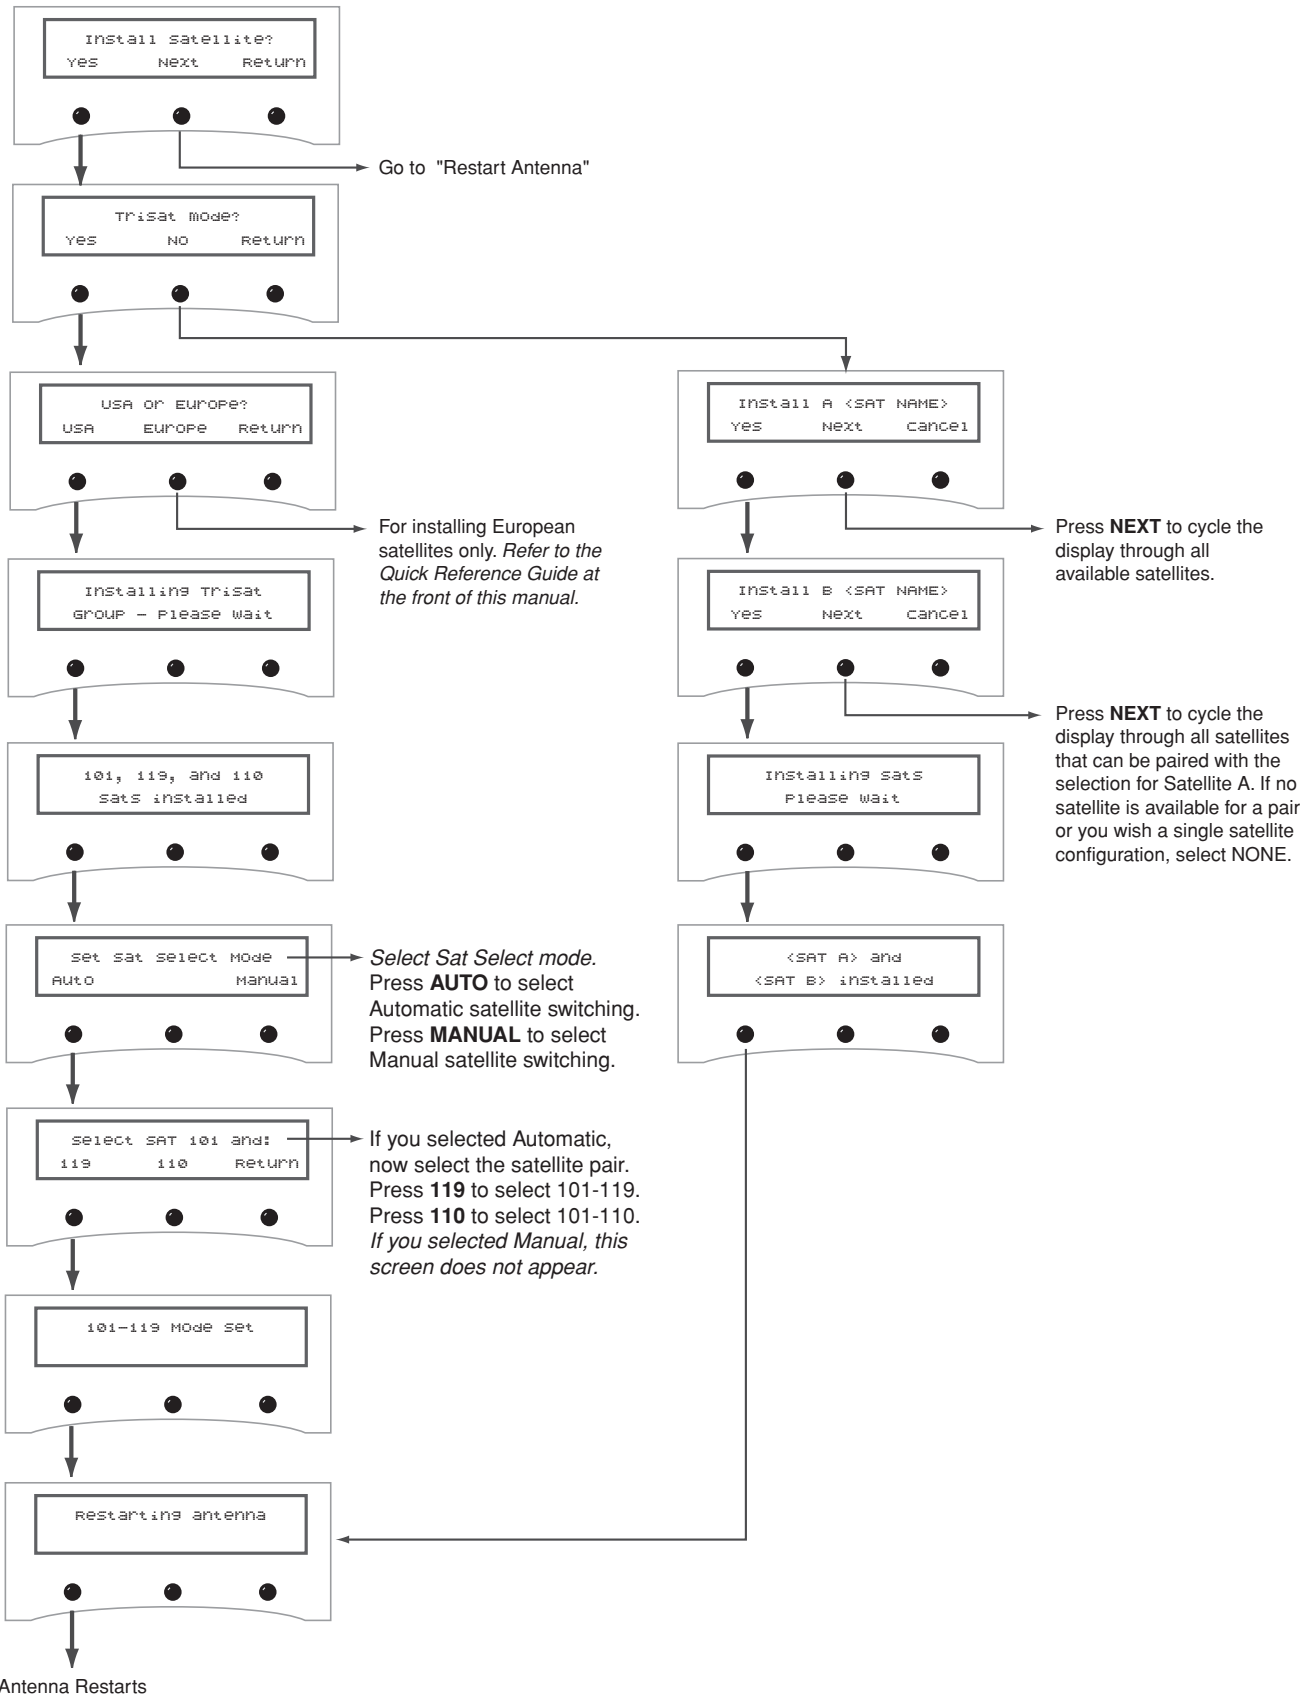 Install Satellite?
Yes Next Return
Go to "Restart Antenna"
TriSat Mode?
Yes No Return
USA or Europe?
USA Europe Return
For installing European
satellites only. Refer to the
Quick Reference Guide at
the front of this manual.
Installing TriSat
Group - Please Wait
101, 119, and 110
Sats installed
Set Sat Select Mode
Auto Manual
Select Sat Select mode.
Press AUTO to select
Automatic satellite switching.
Press MANUAL to select
Manual satellite switching.
Select SAT 101 and:
119 110 Return
If you selected Automatic,
now select the satellite pair.
Press 119 to select 101-119.
Press 110 to select 101-110.
If you selected Manual, this
screen does not appear.
101-119 Mode Set
Restarting antenna
Antenna Restarts
Install A <SAT NAME>
Yes Next Cancel
Press NEXT to cycle the
display through all
available satellites.
Install B <SAT NAME>
Yes Next Cancel
Press NEXT to cycle the
display through all satellites
that can be paired with the
selection for Satellite A. If no
satellite is available for a pair
or you wish a single satellite
configuration, select NONE.
Installing Sats
Please Wait
<SAT A> and
<SAT B> installed